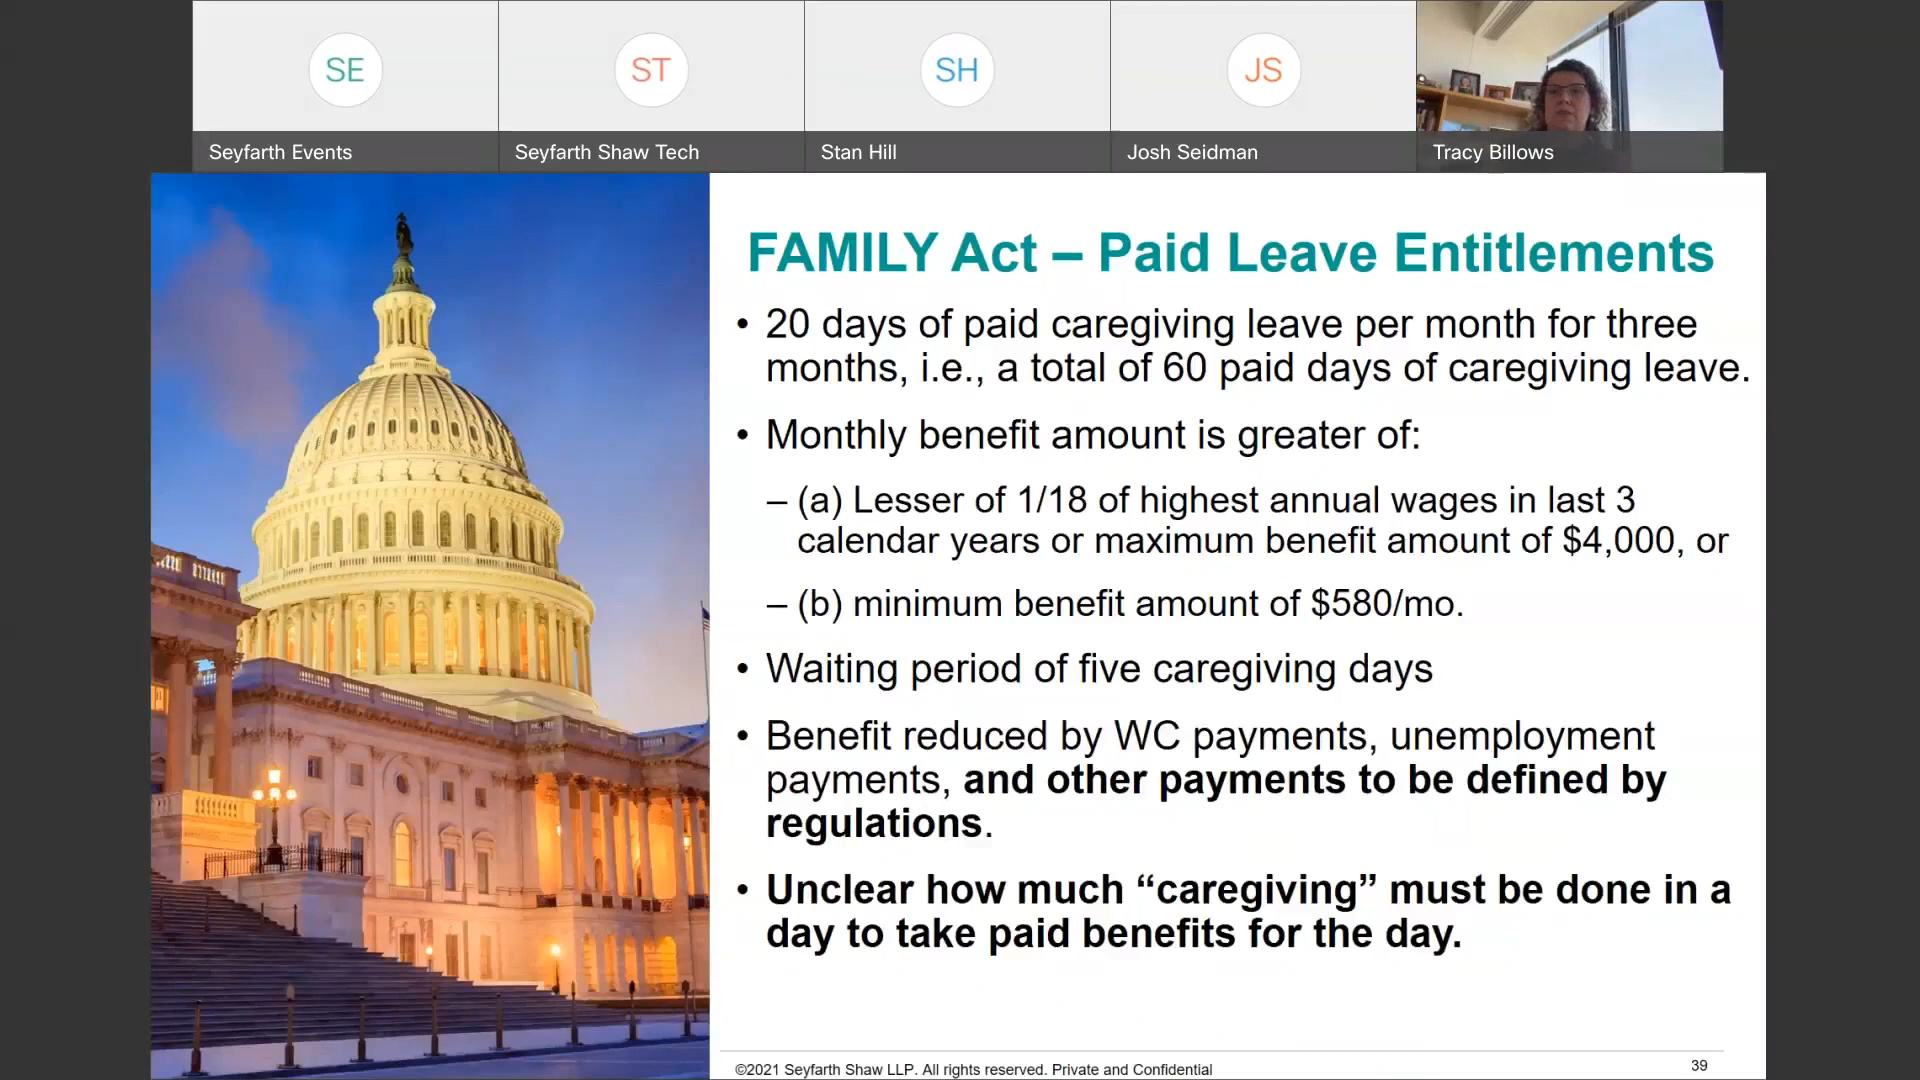 SE
ST
SH
JS
Seyfarth Events
Seyfarth Shaw Tech
Stan Hill
Josh Seidman
Tracy Billows
FAMILY Act – Paid Leave Entitlements
• 20 days of paid caregiving leave per month for three
months, i.e., a total of 60 paid days of caregiving leave.
• Monthly benefit amount is greater of:
– (a) Lesser of 1/18 of highest annual wages in last 3
calendar years or maximum benefit amount of $4,000, or
– (b) minimum benefit amount of $580/mo.
• Waiting period of five caregiving days
• Benefit reduced by WC payments, unemployment
payments, and other payments to be defined by
regulations.
• Unclear how much “caregiving” must be done in a
day to take paid benefits for the day.
©2021 Seyfarth Shaw LLP. All rights reserved. Private and Confidential
39